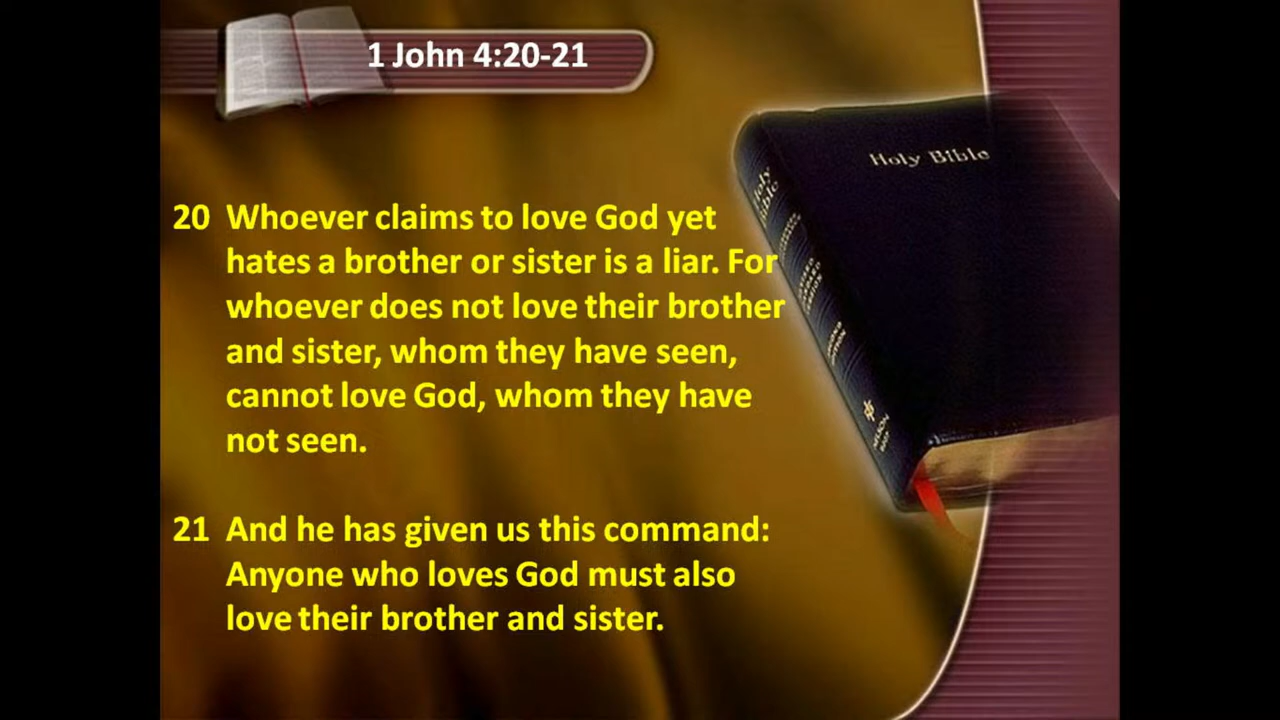 1 John 4:20-21
Holy Bible
Holy
Bible
20 Whoever claims to love God yet
hates a brother or sister is a liar. For
whoever does not love their brother
and sister, whom they have seen,
cannot love God, whom they have
not seen.
21 And he has given us this command:
Anyone who loves God must also
love their brother and sister.